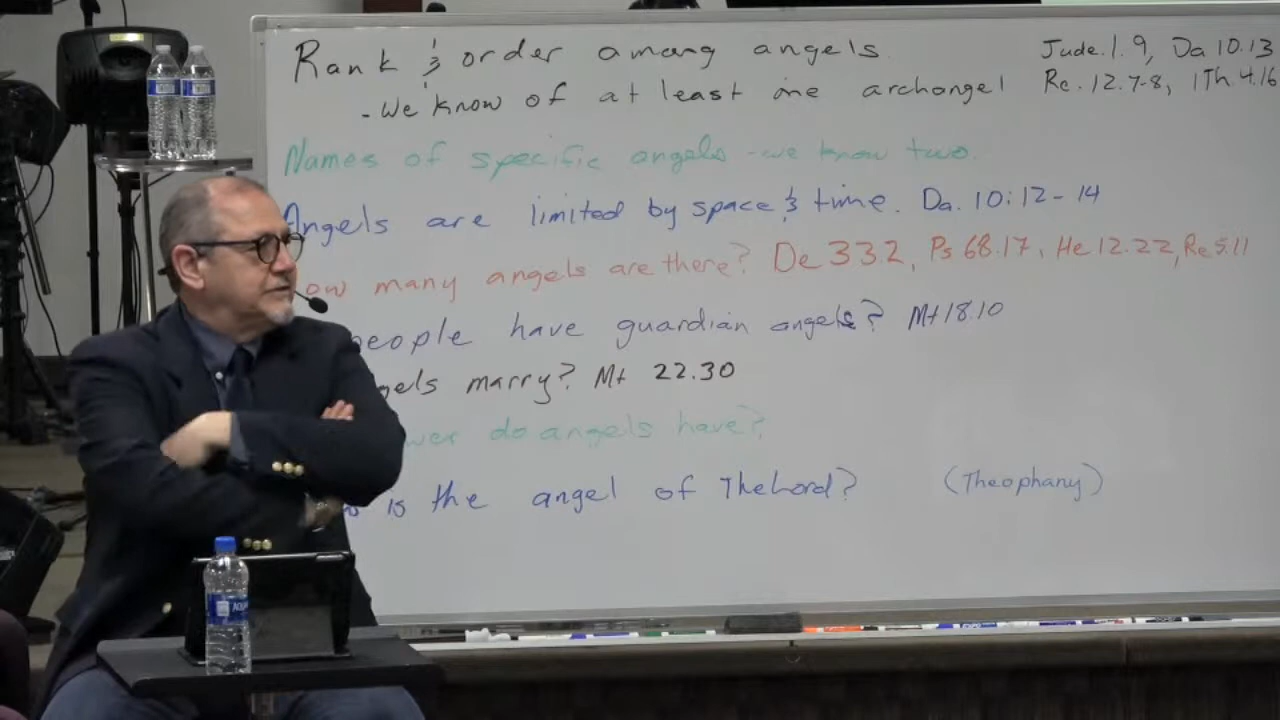 Rank & order among angels. Jude.1.9, Da 10.13
- we know of at least one archangel Re. 12.7-8, 1Th.4.16
Names of specific angels - we know two.
Angels are limited by space & time. Da. 10:12-14
ow many angels are there? De 33 2, Ps 68.17, He 12.22, Re 5.11
people have guardian angels? Mt 18.10
gels marry? Mt 22.30
wer do angels have?
is the angel of The Lord? (Theophany)